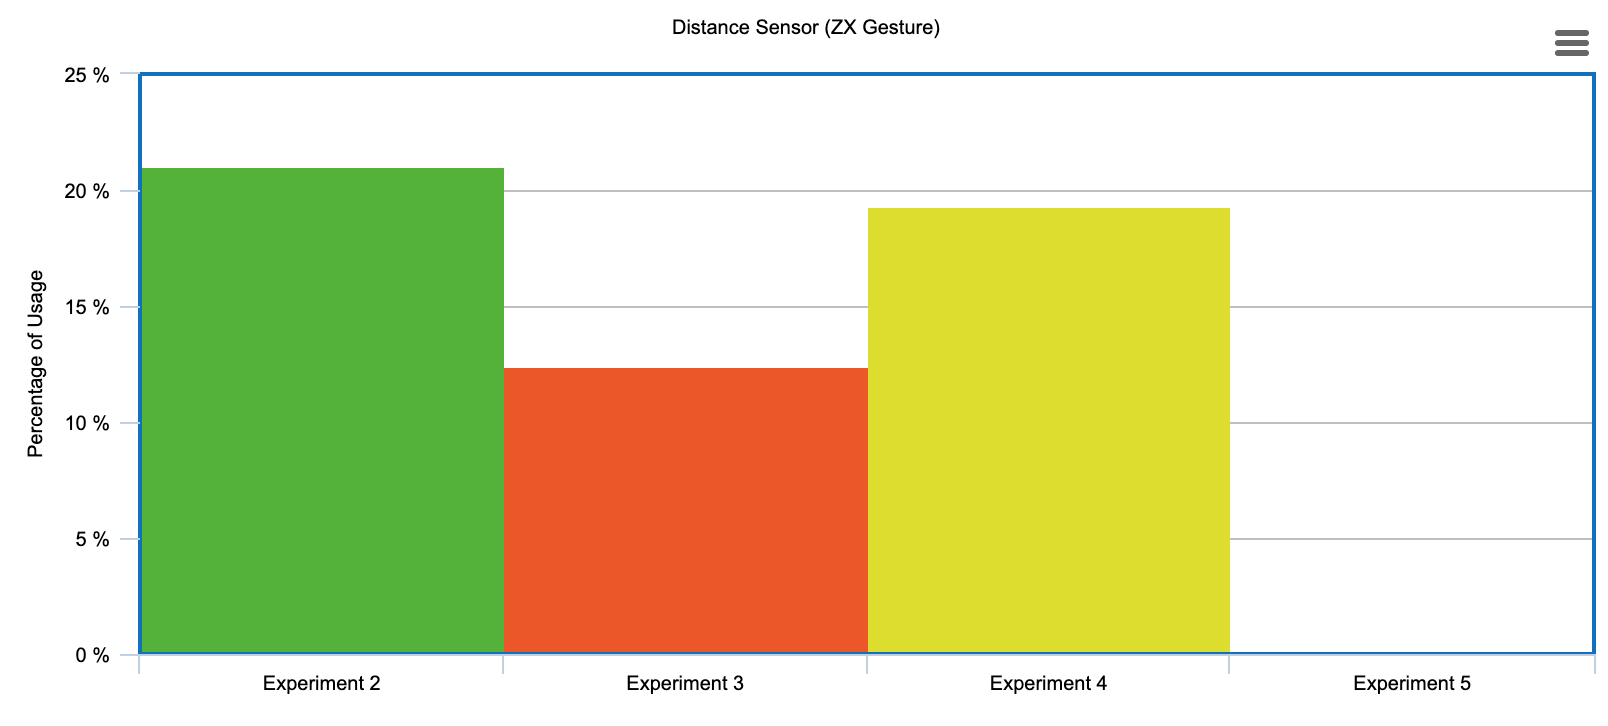 Distance Sensor (ZX Gesture)
25 %
20 %
15 %
10 %
5 %
0 %
Percentage of Usage
Experiment 2
Experiment 3
Experiment 4
Experiment 5